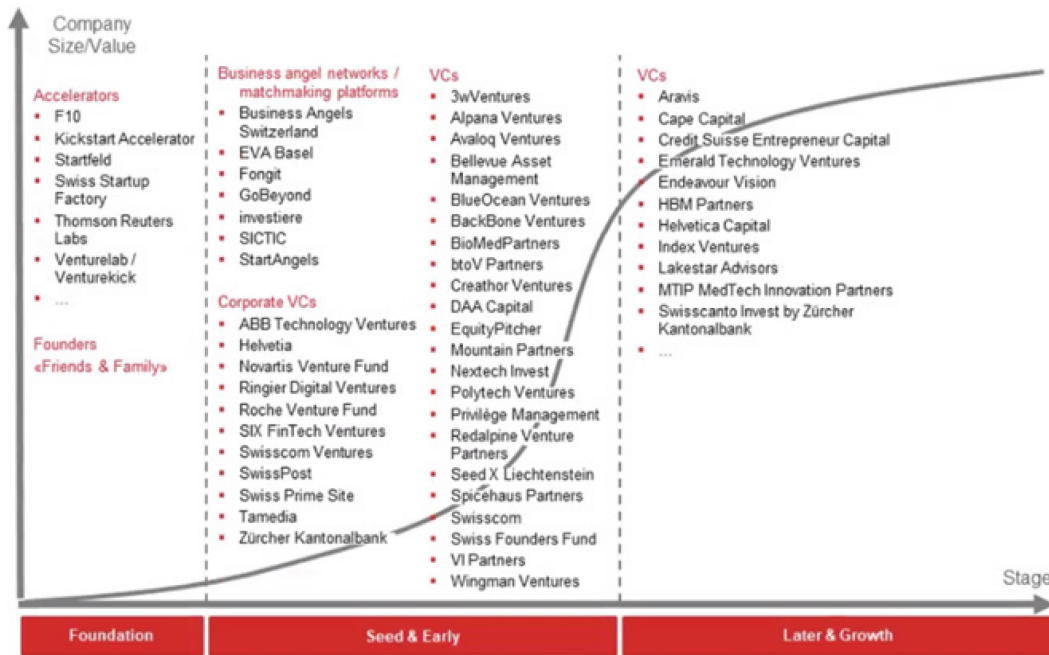 Company
Size/Value
Accelerators
▪ F10
▪ Kickstart Accelerator
▪ Startfeld
▪ Swiss Startup
Factory
▪ Thomson Reuters
Labs
▪ Venturelab /
Venturekick
▪ ...
Founders
«Friends & Family»
Business angel networks /
matchmaking platforms
▪ Business Angels
Switzerland
▪ EVA Basel
▪ Fongit
▪ GoBeyond
▪ investiere
▪ SICTIC
▪ StartAngels
Corporate VCs
▪ ABB Technology Ventures
▪ Helvetia
▪ Novartis Venture Fund
▪ Ringier Digital Ventures
▪ Roche Venture Fund
▪ SIX FinTech Ventures
▪ Swisscom Ventures
▪ SwissPost
▪ Swiss Prime Site
▪ Tamedia
▪ Zürcher Kantonalbank
VCs
▪ 3wVentures
▪ Alpana Ventures
▪ Avaloq Ventures
▪ Bellevue Asset
Management
▪ BlueOcean Ventures
▪ BackBone Ventures
▪ BioMedPartners
▪ btoV Partners
▪ Creathor Ventures
▪ DAA Capital
▪ EquityPitcher
▪ Mountain Partners
▪ Nextech Invest
▪ Polytech Ventures
▪ Privilège Management
▪ Redalpine Venture
Partners
▪ Seed X Liechtenstein
▪ Spicehaus Partners
▪ Swisscom
▪ Swiss Founders Fund
▪ VI Partners
▪ Wingman Ventures
VCs
▪ Aravis
▪ Cape Capital
▪ Credit Suisse Entrepreneur Capital
▪ Emerald Technology Ventures
▪ Endeavour Vision
▪ HBM Partners
▪ Helvetica Capital
▪ Index Ventures
▪ Lakestar Advisors
▪ MTIP MedTech Innovation Partners
▪ Swisscanto Invest by Zürcher
Kantonalbank
▪ ...
Stage
Foundation
Seed & Early
Later & Growth